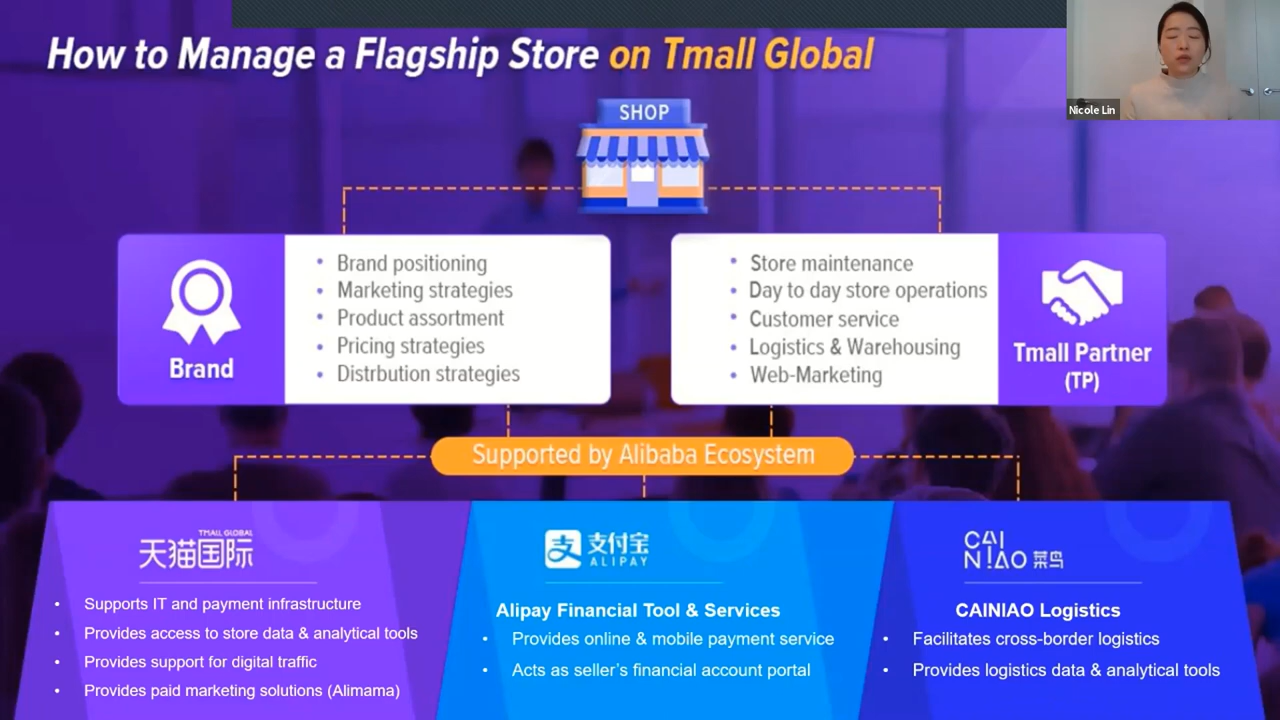 How to Manage a Flagship Store on Tmall Global
Nicole Lin
SHOP
Brand
• Brand positioning
• Marketing strategies
• Product assortment
• Pricing strategies
• Distrbution strategies
• Store maintenance
• Day to day store operations
• Customer service
• Logistics & Warehousing
• Web-Marketing
Tmall Partner
(TP)
Supported by Alibaba Ecosystem
TMALL GLOBAL
天猫国际
• Supports IT and payment infrastructure
• Provides access to store data & analytical tools
• Provides support for digital traffic
• Provides paid marketing solutions (Alimama)
支 支付宝
ALIPAY
Alipay Financial Tool & Services
• Provides online & mobile payment service
• Acts as seller’s financial account portal
CAI
NIAO 菜鸟
CAINIAO Logistics
• Facilitates cross-border logistics
• Provides logistics data & analytical tools